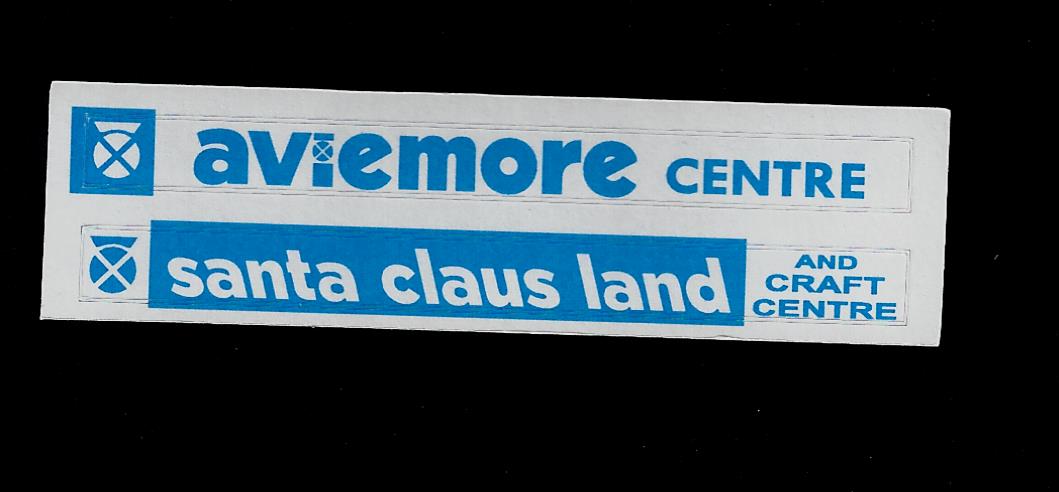 aviemore CENTRE
santa claus land
AND
CRAFT
CENTRE